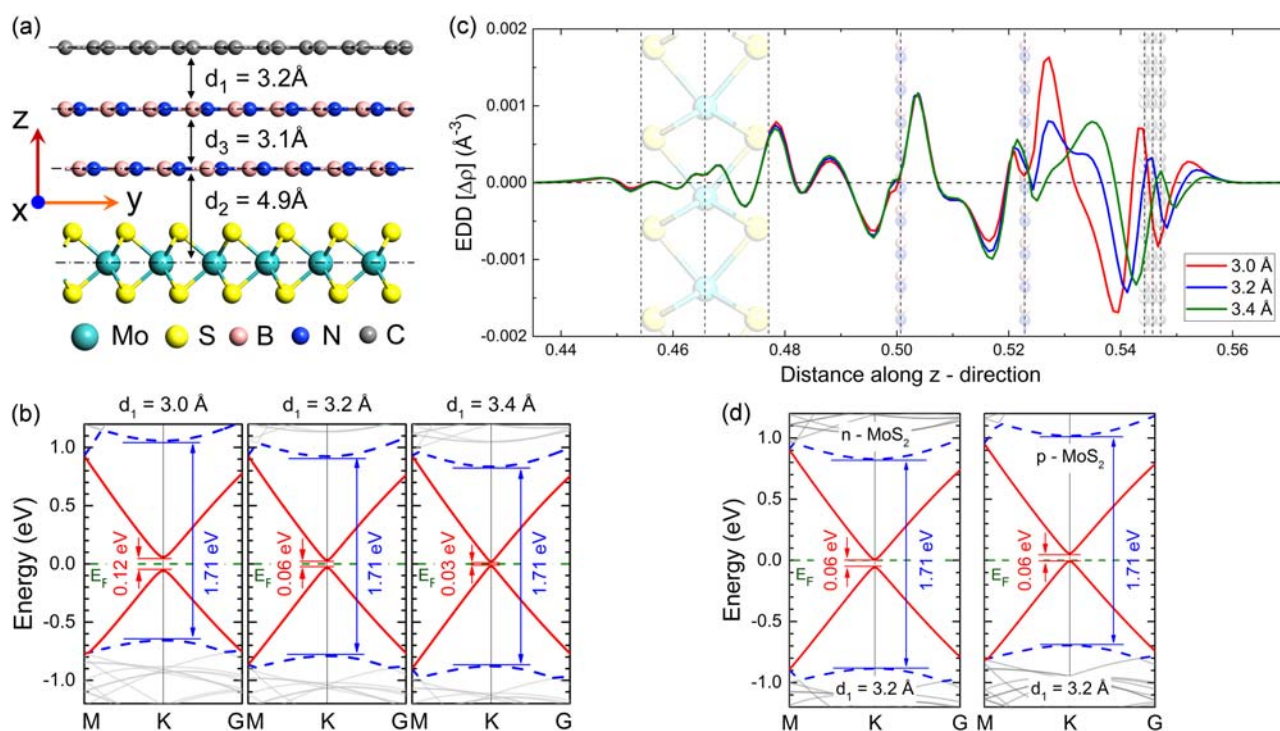 (a)
d₁ = 3.2Å
d₃ = 3.1Å
d₂ = 4.9Å
z
x
y
Mo S B N C
(c)
EDD [Δρ] (Å⁻³)
0.002
0.001
0.000
-0.001
-0.002
3.0 Å
3.2 Å
3.4 Å
0.44 0.46 0.48 0.50 0.52 0.54 0.56
Distance along z - direction
(b)
d₁ = 3.0 Å d₁ = 3.2 Å d₁ = 3.4 Å
Energy (eV)
1.0
0.5
0.0
-0.5
-1.0
0.12 eV
E_F
1.71 eV
0.06 eV
E_F
1.71 eV
0.03 eV
E_F
1.71 eV
M K G M K G M K G
(d)
Energy (eV)
1.0
0.5
0.0
-0.5
-1.0
n - MoS₂
0.06 eV
E_F
1.71 eV
d₁ = 3.2 Å
p - MoS₂
0.06 eV
E_F
1.71 eV
d₁ = 3.2 Å
M K G M K G